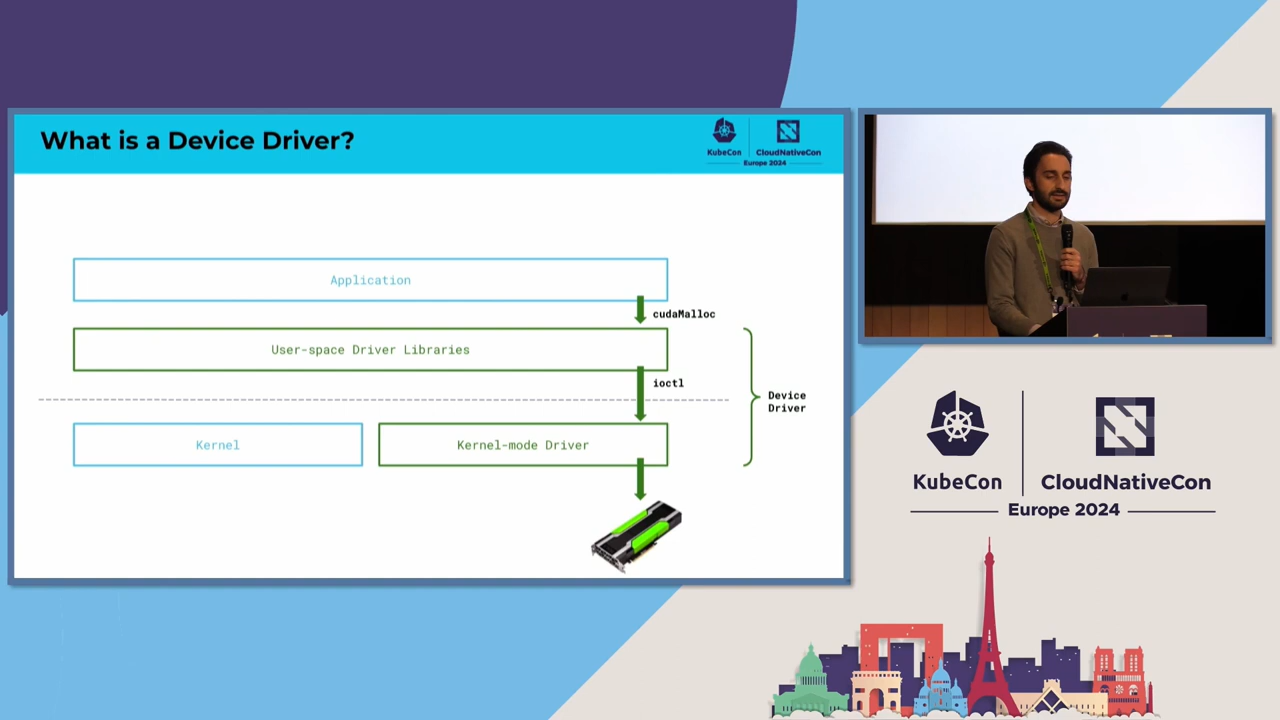 What is a Device Driver?
KubeCon
CloudNativeCon
Europe 2024
Application
cudaMalloc
User-space Driver Libraries
ioctl
Device
Driver
Kernel
Kernel-mode Driver
KubeCon
CloudNativeCon
Europe 2024